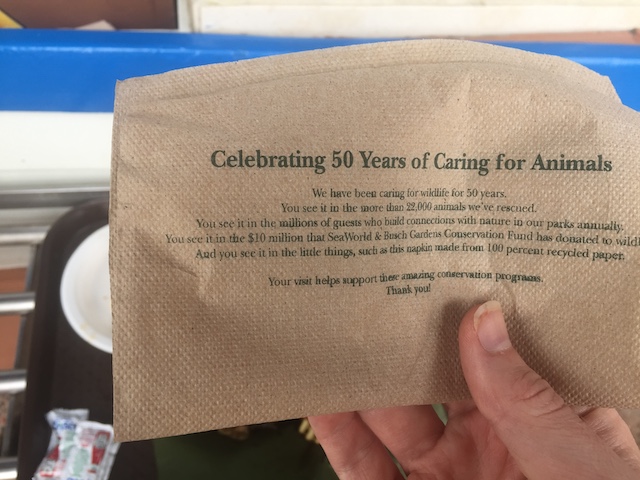 Celebrating 50 Years of Caring for Animals
We have been caring for wildlife for 50 years.
You see it in the more than 22,000 animals we've rescued.
You see it in the millions of guests who build connections with nature in our parks annually.
You see it in the $10 million that SeaWorld & Busch Gardens Conservation Fund has donated to wildl
And you see it in the little things, such as this napkin made from 100 percent recycled paper.
Your visit helps support these amazing conservation programs.
Thank you!